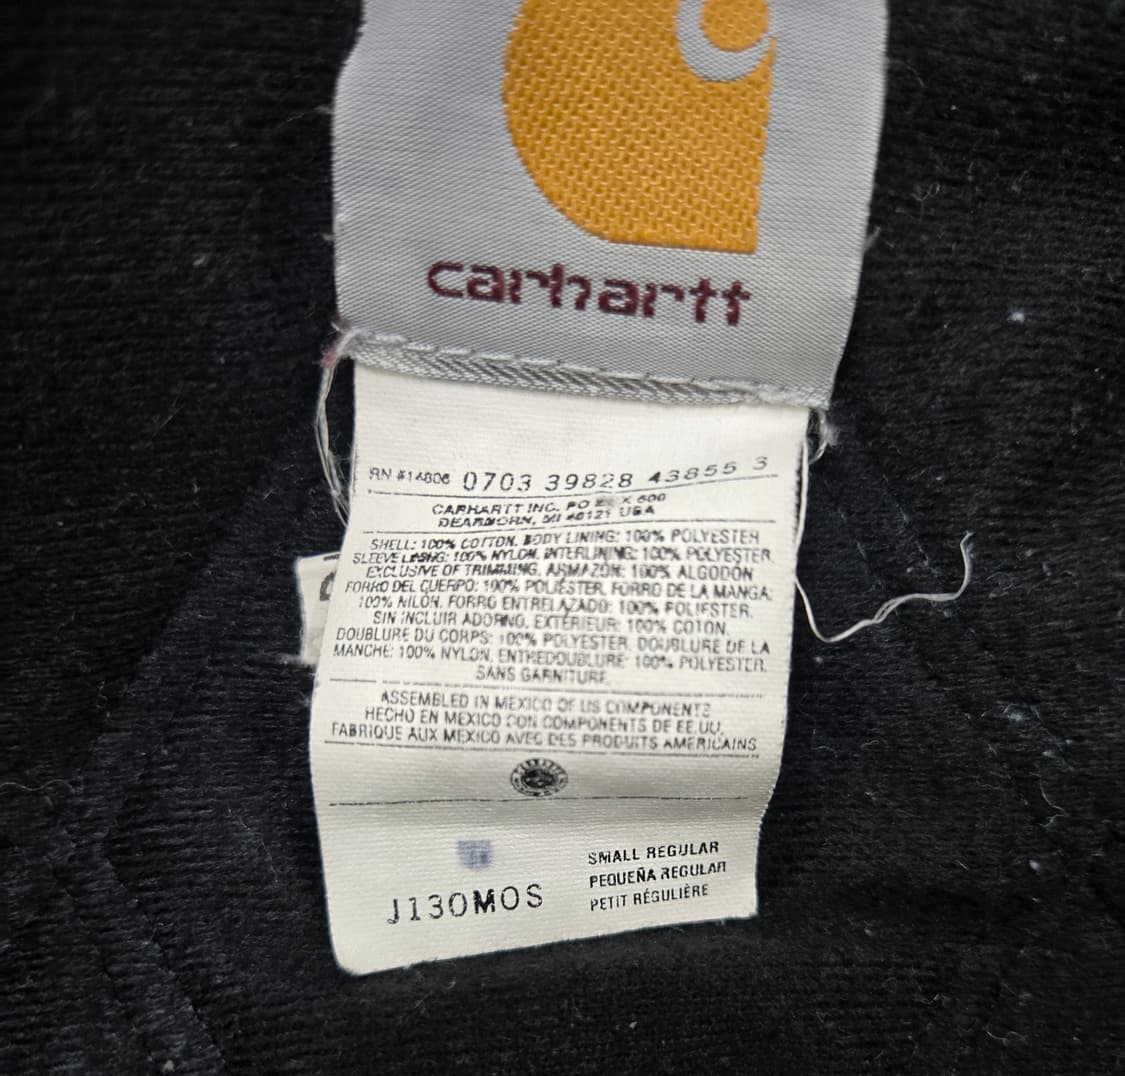 carhartt
RN #14806 0703 39828 43855 3
CARHARTT INC. PO BOX 600
DEARBORN, MI 48121 USA
SHELL: 100% COTTON. BODY LINING: 100% POLYESTER
SLEEVE LINING: 100% NYLON. INTERLINING: 100% POLYESTER.
EXCLUSIVE OF TRIMMING. ARMAZÓN: 100% ALGODÓN
FORRO DEL CUERPO: 100% POLIÉSTER. FORRO DE LA MANGA:
100% NILÓN. FORRO ENTRELAZADO: 100% POLIÉSTER.
SIN INCLUIR ADORNO. EXTÉRIEUR: 100% COTON.
DOUBLURE DU CORPS: 100% POLYESTER. DOUBLURE DE LA
MANCHE: 100% NYLON. ENTREDOUBLURE: 100% POLYESTER.
SANS GARNITURE.
ASSEMBLED IN MEXICO OF US COMPONENTS
HECHO EN MEXICO CON COMPONENTS DE EE.UU.
FABRIQUE AUX MEXICO AVEC DES PRODUITS AMERICAINS
SMALL REGULAR
PEQUEÑA REGULAR
J130MOS PETIT RÉGULIÈRE